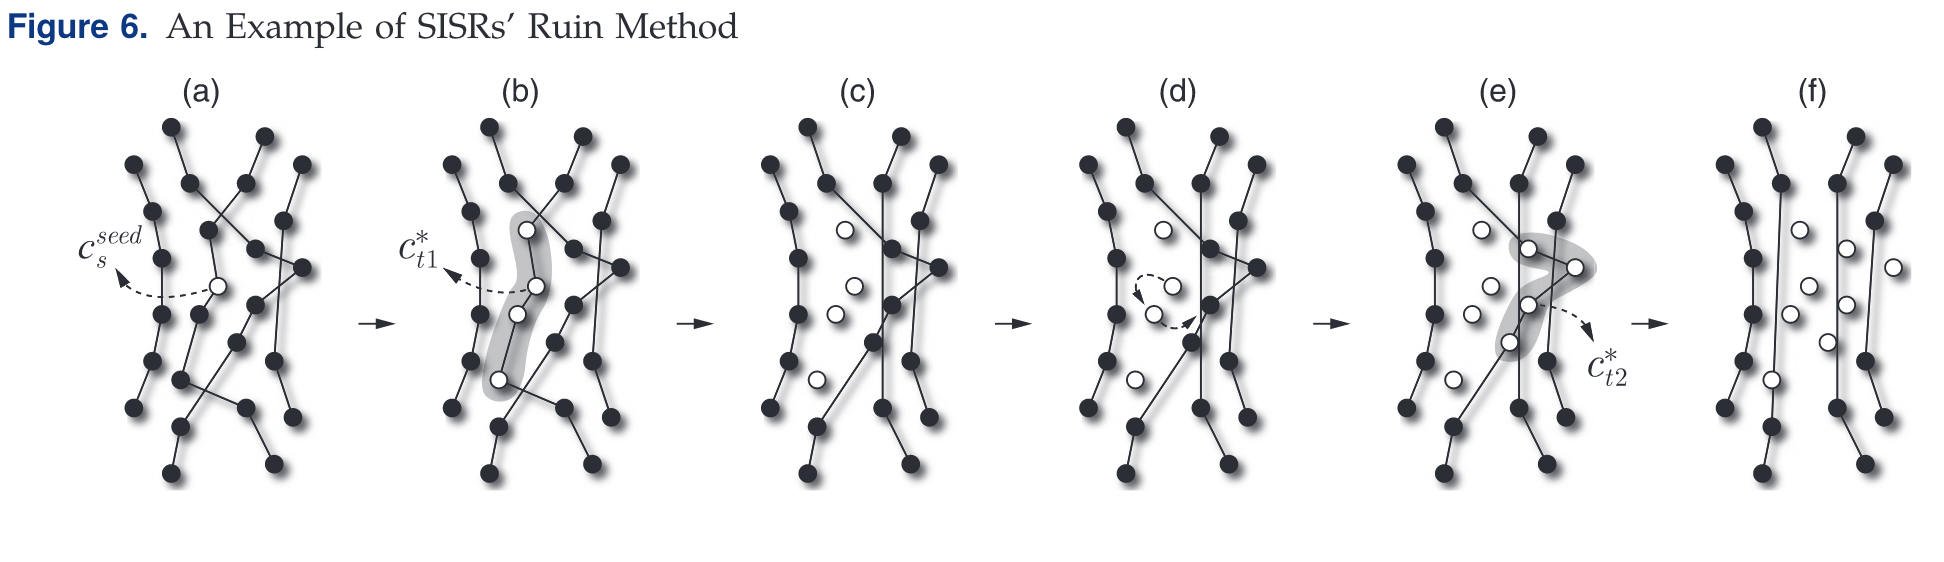 Figure 6. An Example of SISRs' Ruin Method
(a) (b) (c) (d) (e) (f)
c_s^{seed}
c_{t1}^*
c_{t2}^*